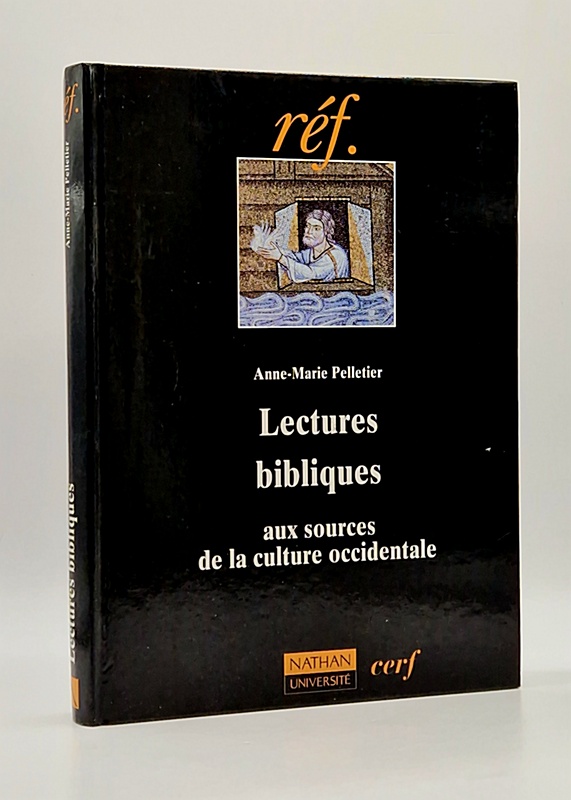 réf.
Anne-Marie Pelletier
Lectures
bibliques
aux sources
de la culture occidentale
NATHAN
UNIVERSITÉ
cerf
réf.
Anne-Marie Pelletier
Lectures bibliques